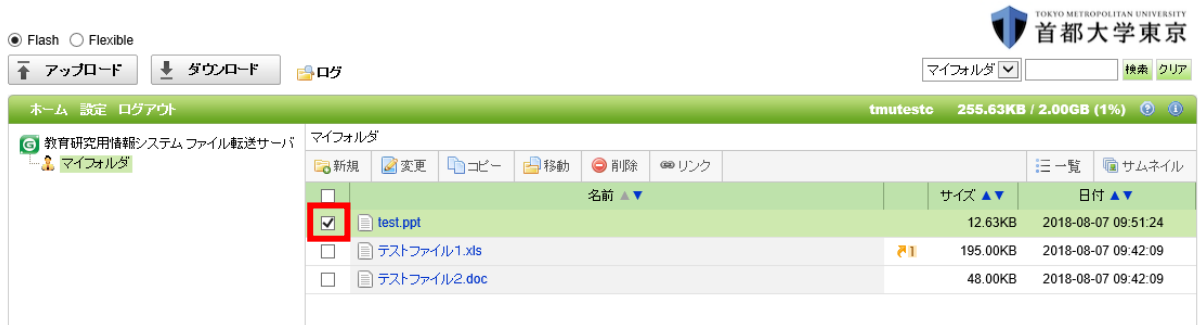 TOKYO METROPOLITAN UNIVERSITY
首都大学東京
Flash Flexible
アップロード ダウンロード ログ マイフォルダ 検索 クリア
ホーム 設定 ログアウト tmutestc 255.63KB / 2.00GB (1%)
教育研究用情報システム ファイル転送サーバ
マイフォルダ
マイフォルダ
新規 変更 コピー 移動 削除 リンク 一覧 サムネイル
名前 ▲▼ サイズ ▲▼ 日付 ▲▼
test.ppt 12.63KB 2018-08-07 09:51:24
テストファイル1.xls 1 195.00KB 2018-08-07 09:42:09
テストファイル2.doc 48.00KB 2018-08-07 09:42:09